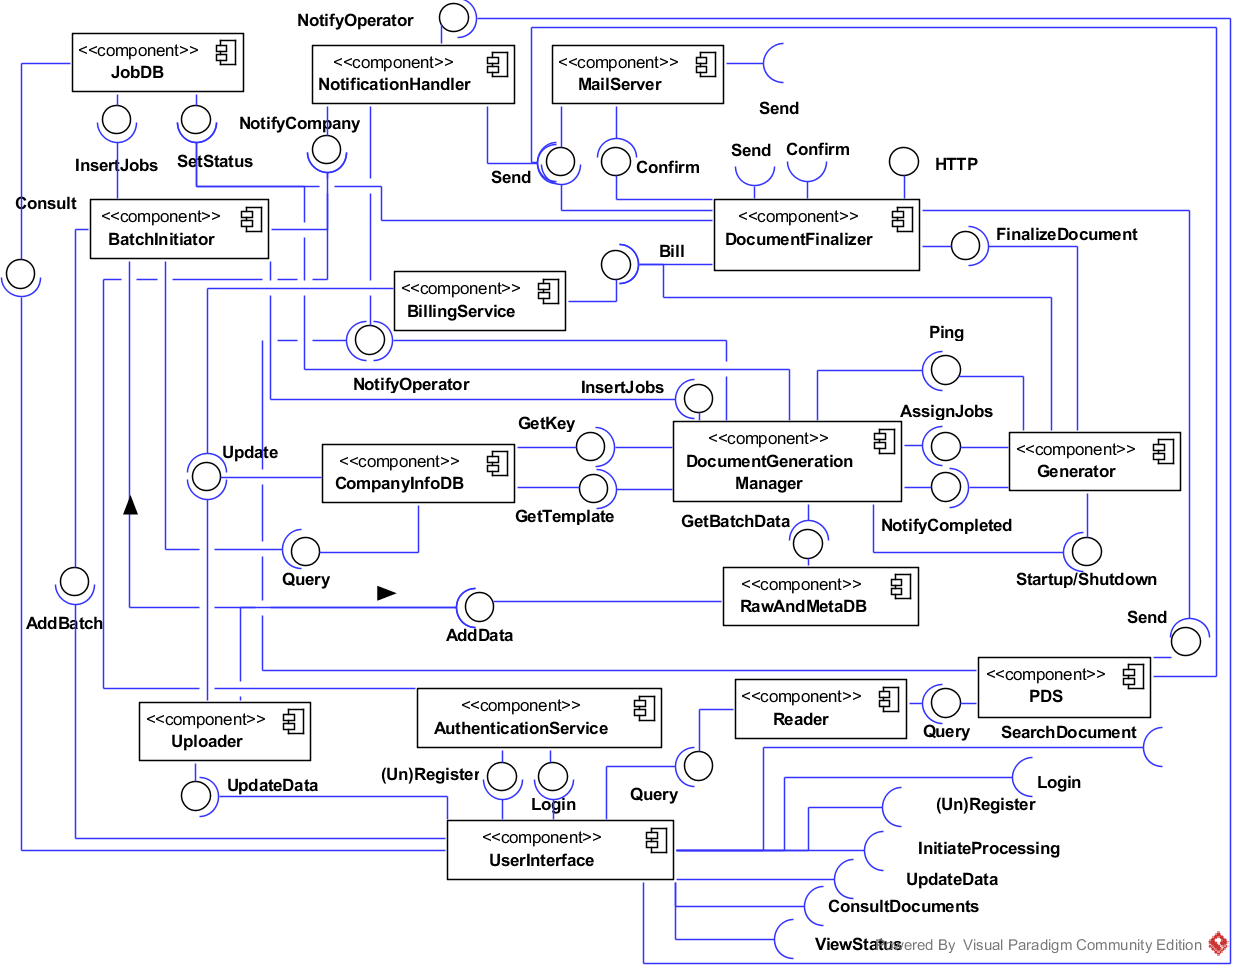 NotifyOperator
<<component>>
JobDB
<<component>>
NotificationHandler
<<component>>
MailServer
Send
NotifyCompany
InsertJobs
SetStatus
Send
Confirm
Send
Confirm
HTTP
Consult
<<component>>
BatchInitiator
<<component>>
DocumentFinalizer
FinalizeDocument
Bill
<<component>>
BillingService
Ping
NotifyOperator
InsertJobs
GetKey
AssignJobs
Update
<<component>>
CompanyInfoDB
<<component>>
DocumentGeneration
Manager
<<component>>
Generator
GetTemplate
GetBatchData
NotifyCompleted
Query
Startup/Shutdown
<<component>>
RawAndMetaDB
AddBatch
AddData
Send
<<component>>
PDS
<<component>>
Uploader
<<component>>
AuthenticationService
<<component>>
Reader
Query
SearchDocument
(Un)Register
UpdateData
Login
Query
Login
(Un)Register
<<component>>
UserInterface
InitiateProcessing
UpdateData
ConsultDocuments
ViewStatus
Powered By Visual Paradigm Community Edition